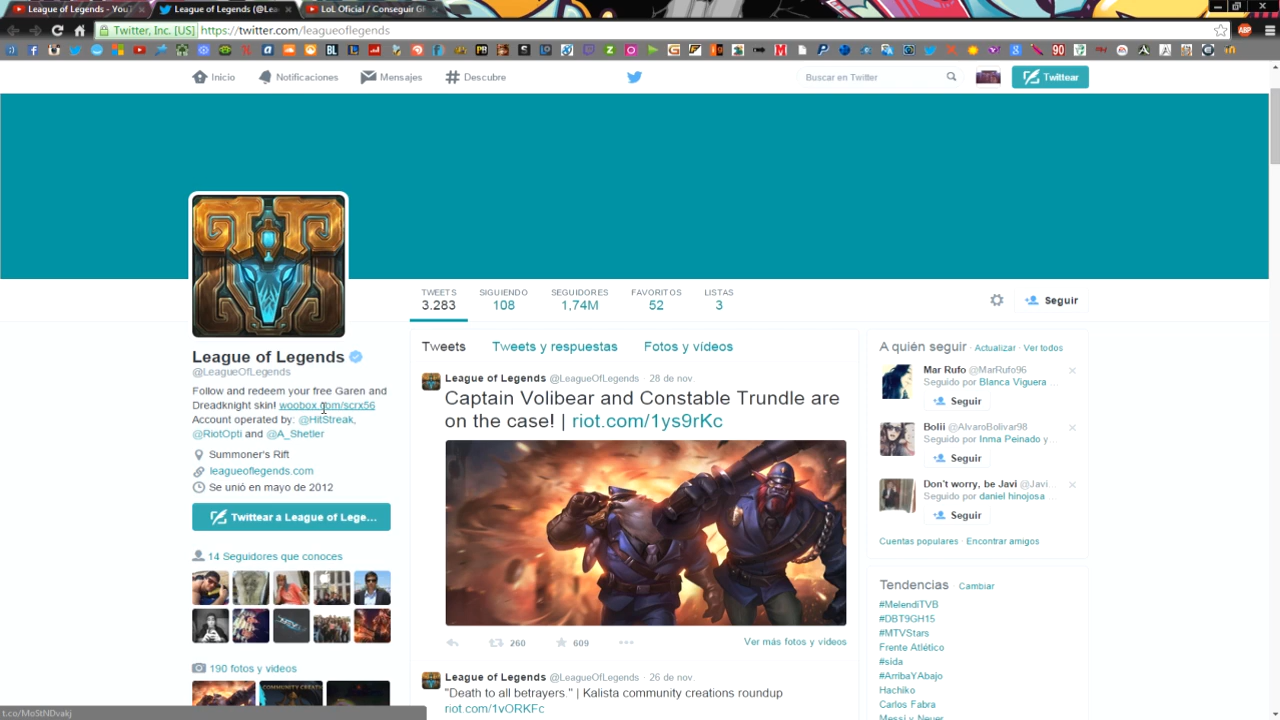 League of Legends - You
League of Legends (@Lea
LoL Oficial / Conseguir G
Twitter, Inc. [US] https://twitter.com/leagueoflegends
Inicio Notificaciones Mensajes Descubre Buscar en Twitter Twittear
TWEETS SIGUIENDO SEGUIDORES FAVORITOS LISTAS
3.283 108 1,74M 52 3
Seguir
League of Legends
@LeagueOfLegends
Follow and redeem your free Garen and
Dreadknight skin! woobox.com/scrx56
Account operated by: @HitStreak,
@RiotOpti and @A_Shetler
Summoner's Rift
leagueoflegends.com
Se unió en mayo de 2012
Twittear a League of Lege...
14 Seguidores que conoces
190 fotos y vídeos
Tweets Tweets y respuestas Fotos y vídeos
League of Legends @LeagueOfLegends · 28 de nov.
Captain Volibear and Constable Trundle are
on the case! | riot.com/1ys9rKc
260 609 Ver más fotos y vídeos
League of Legends @LeagueOfLegends · 26 de nov.
"Death to all betrayers." | Kalista community creations roundup
riot.com/1vORKFc
A quién seguir · Actualizar · Ver todos
Mar Rufo @MarRufo96
Seguido por Blanca Viguera ...
Seguir
Bolii @AlvaroBolivar98
Seguido por Inma Peinado y...
Seguir
Don't worry, be Javi @Javi...
Seguido por daniel hinojosa ...
Seguir
Cuentas populares · Encontrar amigos
Tendencias Cambiar
#MelendiTVB
#DBT9GH15
#MTVStars
Frente Atlético
#sida
#ArribaYAbajo
Hachiko
Carlos Fabra
Messi y Neuer
t.co/MoStNDvakj